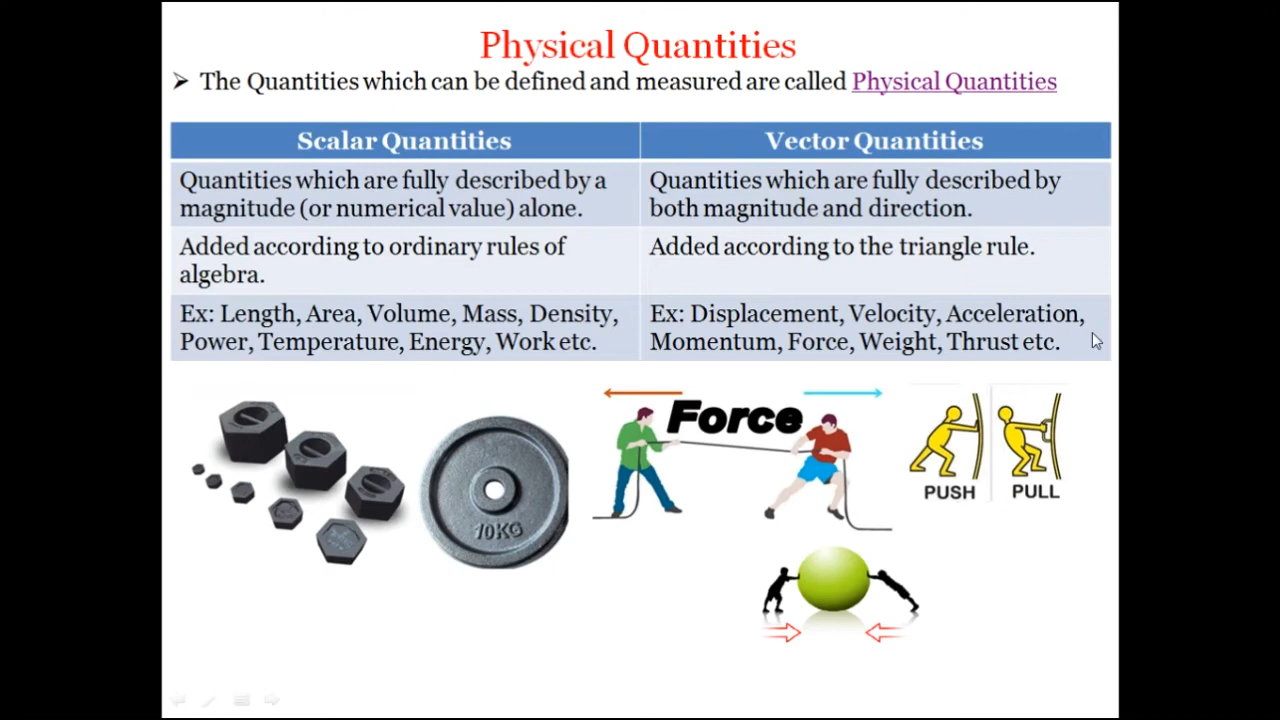 Physical Quantities
➢ The Quantities which can be defined and measured are called Physical Quantities
Scalar Quantities
Vector Quantities
Quantities which are fully described by a
magnitude (or numerical value) alone.
Quantities which are fully described by
both magnitude and direction.
Added according to ordinary rules of
algebra.
Added according to the triangle rule.
Ex: Length, Area, Volume, Mass, Density,
Power, Temperature, Energy, Work etc.
Ex: Displacement, Velocity, Acceleration,
Momentum, Force, Weight, Thrust etc.
Force
PUSH
PULL
10KG